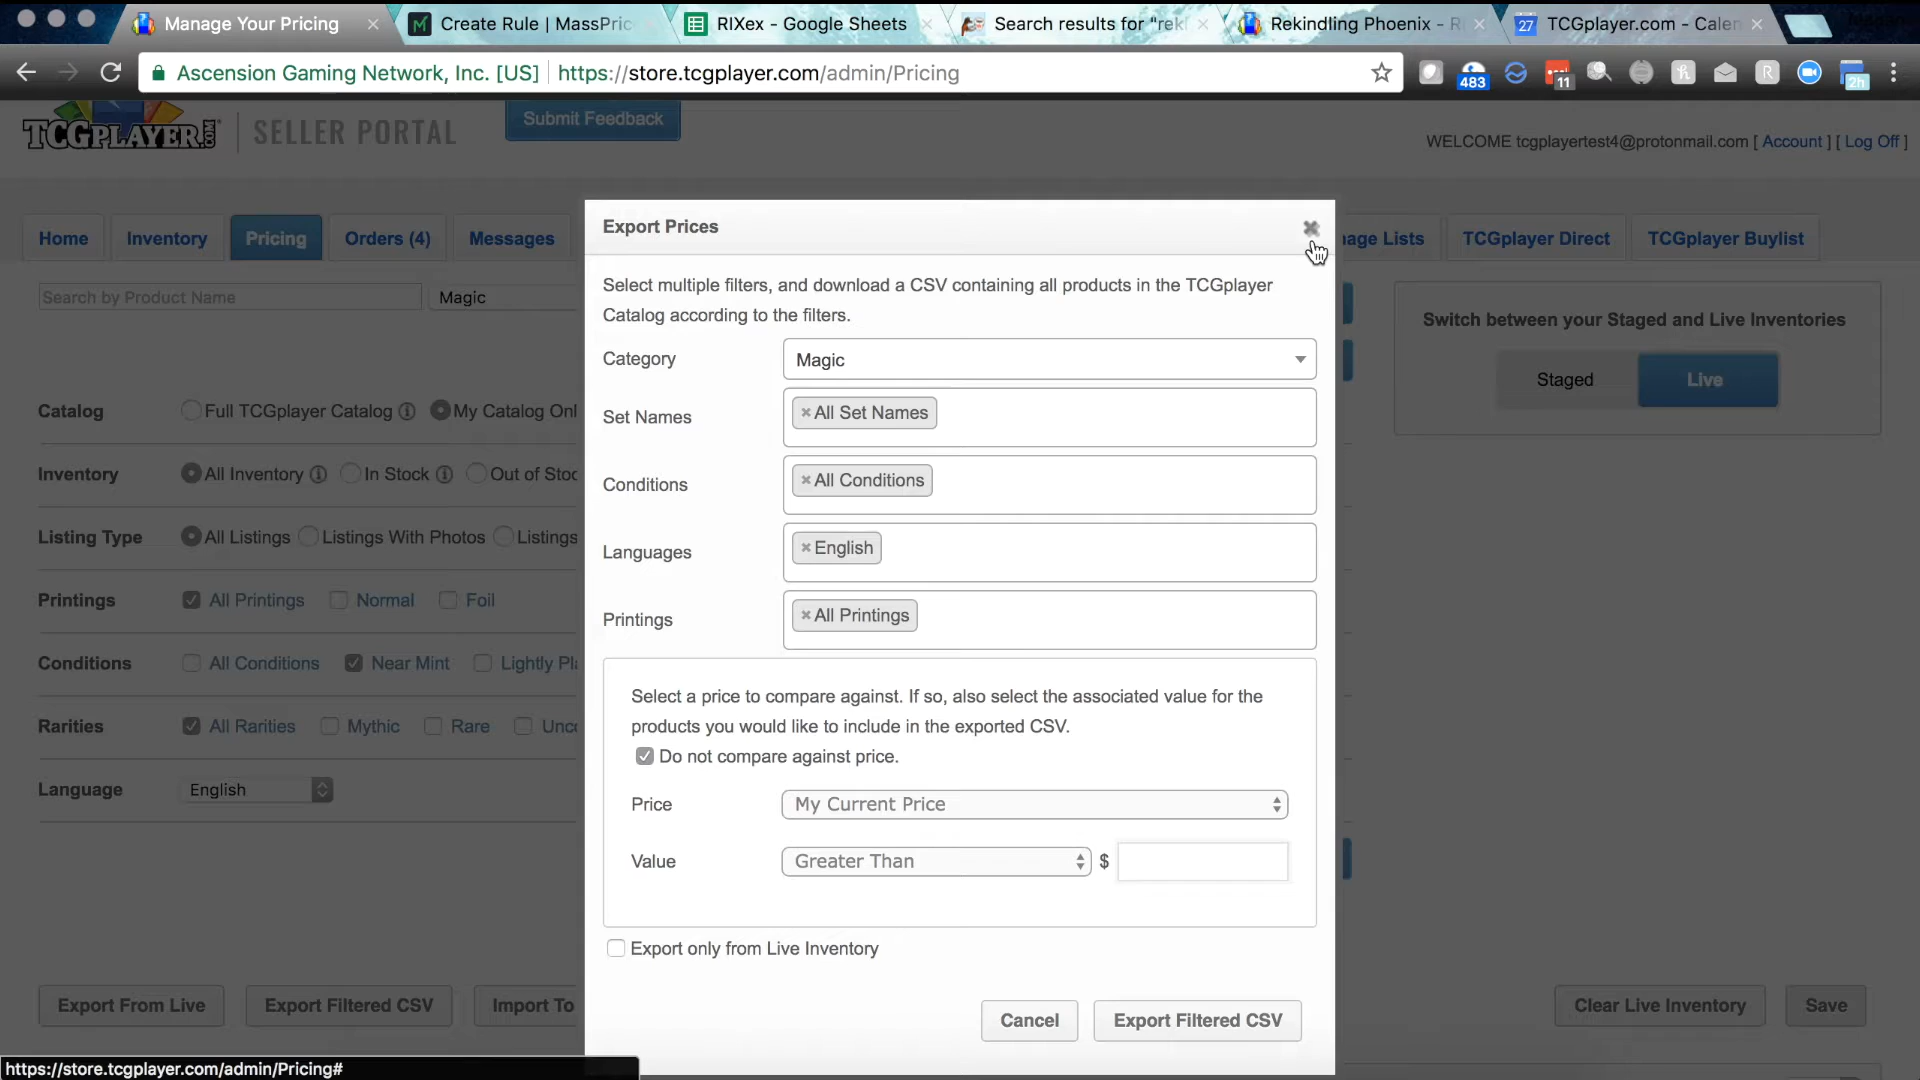 Manage Your Pricing
Create Rule | MassPric
RIXex - Google Sheets
Search results for "rekl
Rekindling Phoenix - R
27 TCGplayer.com - Calen
Ascension Gaming Network, Inc. [US] https://store.tcgplayer.com/admin/Pricing
483
11
2h
TCGPLAYER.COM SELLER PORTAL
Submit Feedback
WELCOME tcgplayertest4@protonmail.com [ Account ] [ Log Off ]
Home Inventory Pricing Orders (4) Messages nage Lists TCGplayer Direct TCGplayer Buylist
Search by Product Name Magic
Switch between your Staged and Live Inventories
Staged Live
Catalog Full TCGplayer Catalog My Catalog Onl
Inventory All Inventory In Stock Out of Stoc
Listing Type All Listings Listings With Photos Listings
Printings All Printings Normal Foil
Conditions All Conditions Near Mint Lightly Pl
Rarities All Rarities Mythic Rare Unco
Language English
Export Prices
Select multiple filters, and download a CSV containing all products in the TCGplayer
Catalog according to the filters.
Category Magic
Set Names ×All Set Names
Conditions ×All Conditions
Languages ×English
Printings ×All Printings
Select a price to compare against. If so, also select the associated value for the
products you would like to include in the exported CSV.
Do not compare against price.
Price My Current Price
Value Greater Than $
Export only from Live Inventory
Cancel Export Filtered CSV
Export From Live Export Filtered CSV Import To Clear Live Inventory Save
https://store.tcgplayer.com/admin/Pricing#